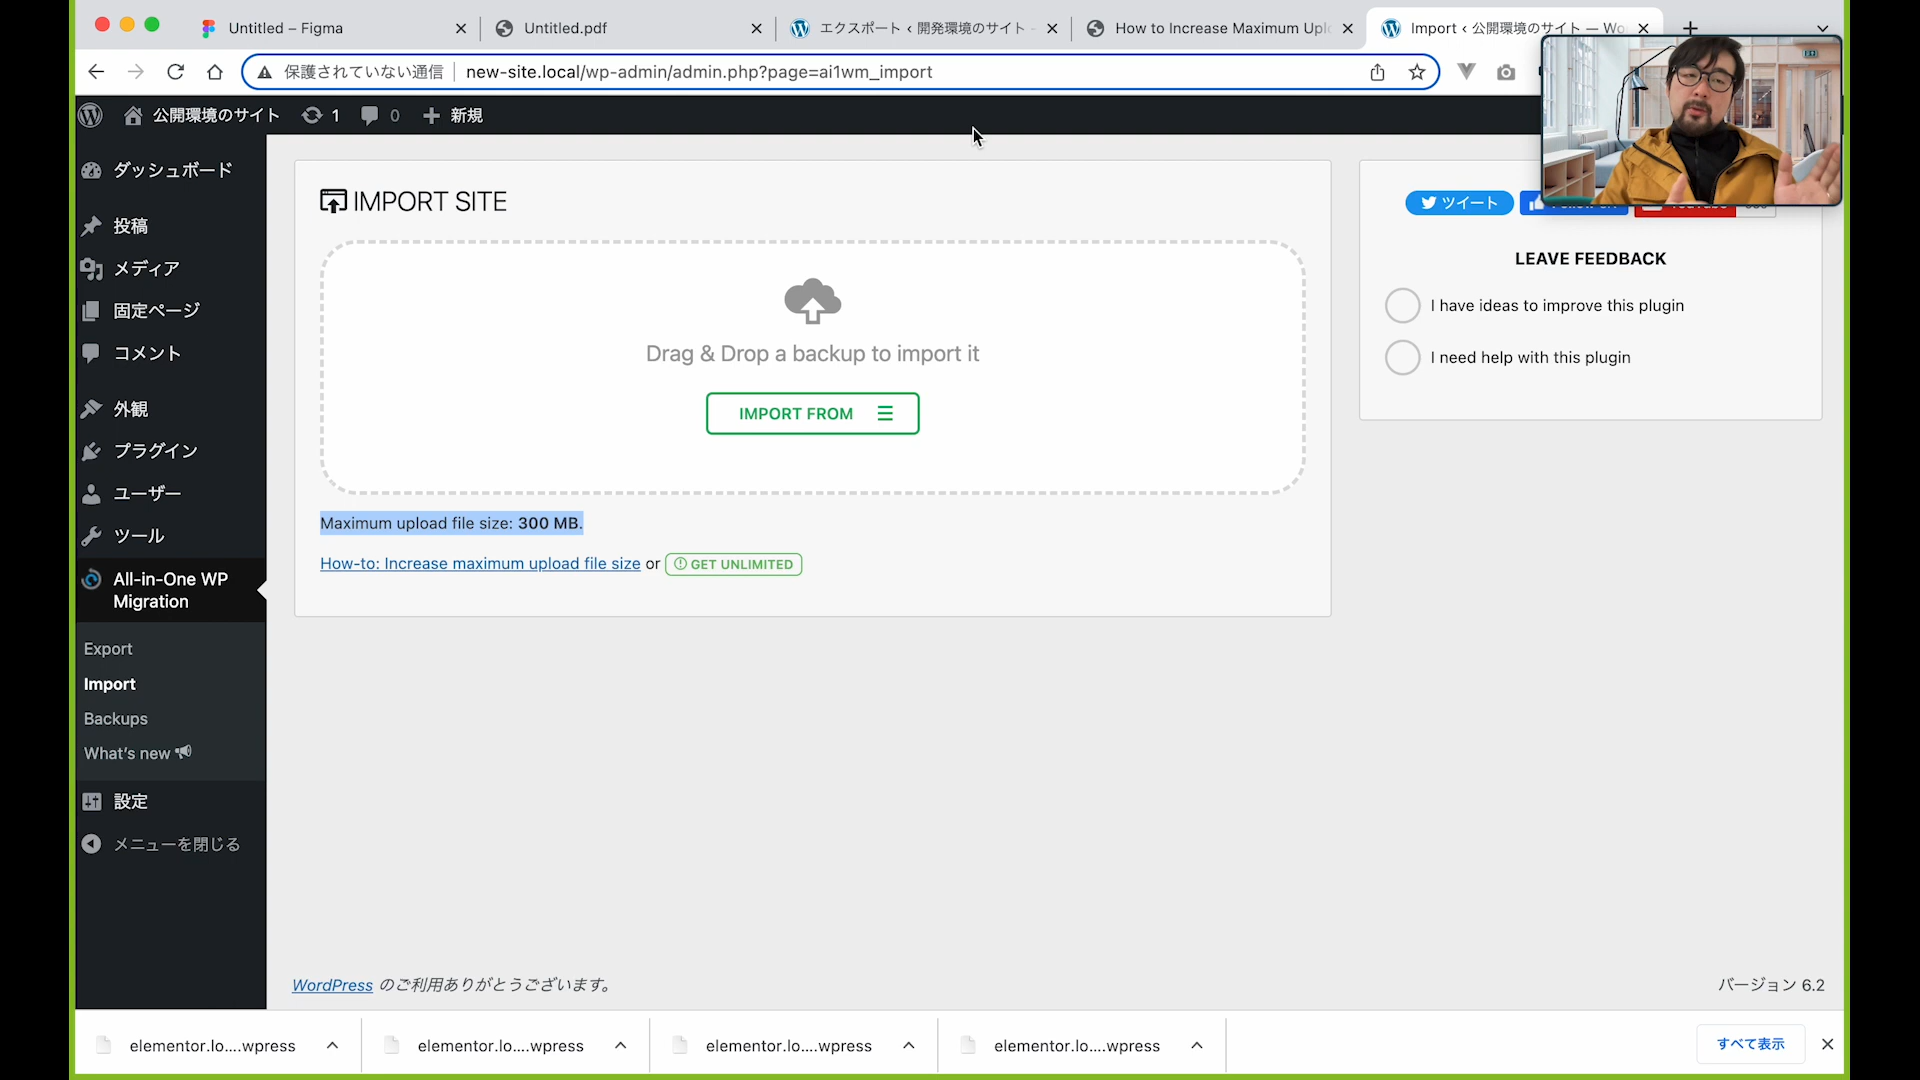 Untitled – Figma
Untitled.pdf
エクスポート ‹ 開発環境のサイト -
How to Increase Maximum Upl
Import ‹ 公開環境のサイト — Wo
保護されていない通信 new-site.local/wp-admin/admin.php?page=ai1wm_import
公開環境のサイト 1 0 新規
ダッシュボード
投稿
メディア
固定ページ
コメント
外観
プラグイン
ユーザー
ツール
All-in-One WP
Migration
Export
Import
Backups
What's new
設定
メニューを閉じる
IMPORT SITE
Drag & Drop a backup to import it
IMPORT FROM
Maximum upload file size: 300 MB.
How-to: Increase maximum upload file size or GET UNLIMITED
ツイート
LEAVE FEEDBACK
I have ideas to improve this plugin
I need help with this plugin
WordPress のご利用ありがとうございます。
バージョン 6.2
elementor.lo....wpress
elementor.lo....wpress
elementor.lo....wpress
elementor.lo....wpress
すべて表示